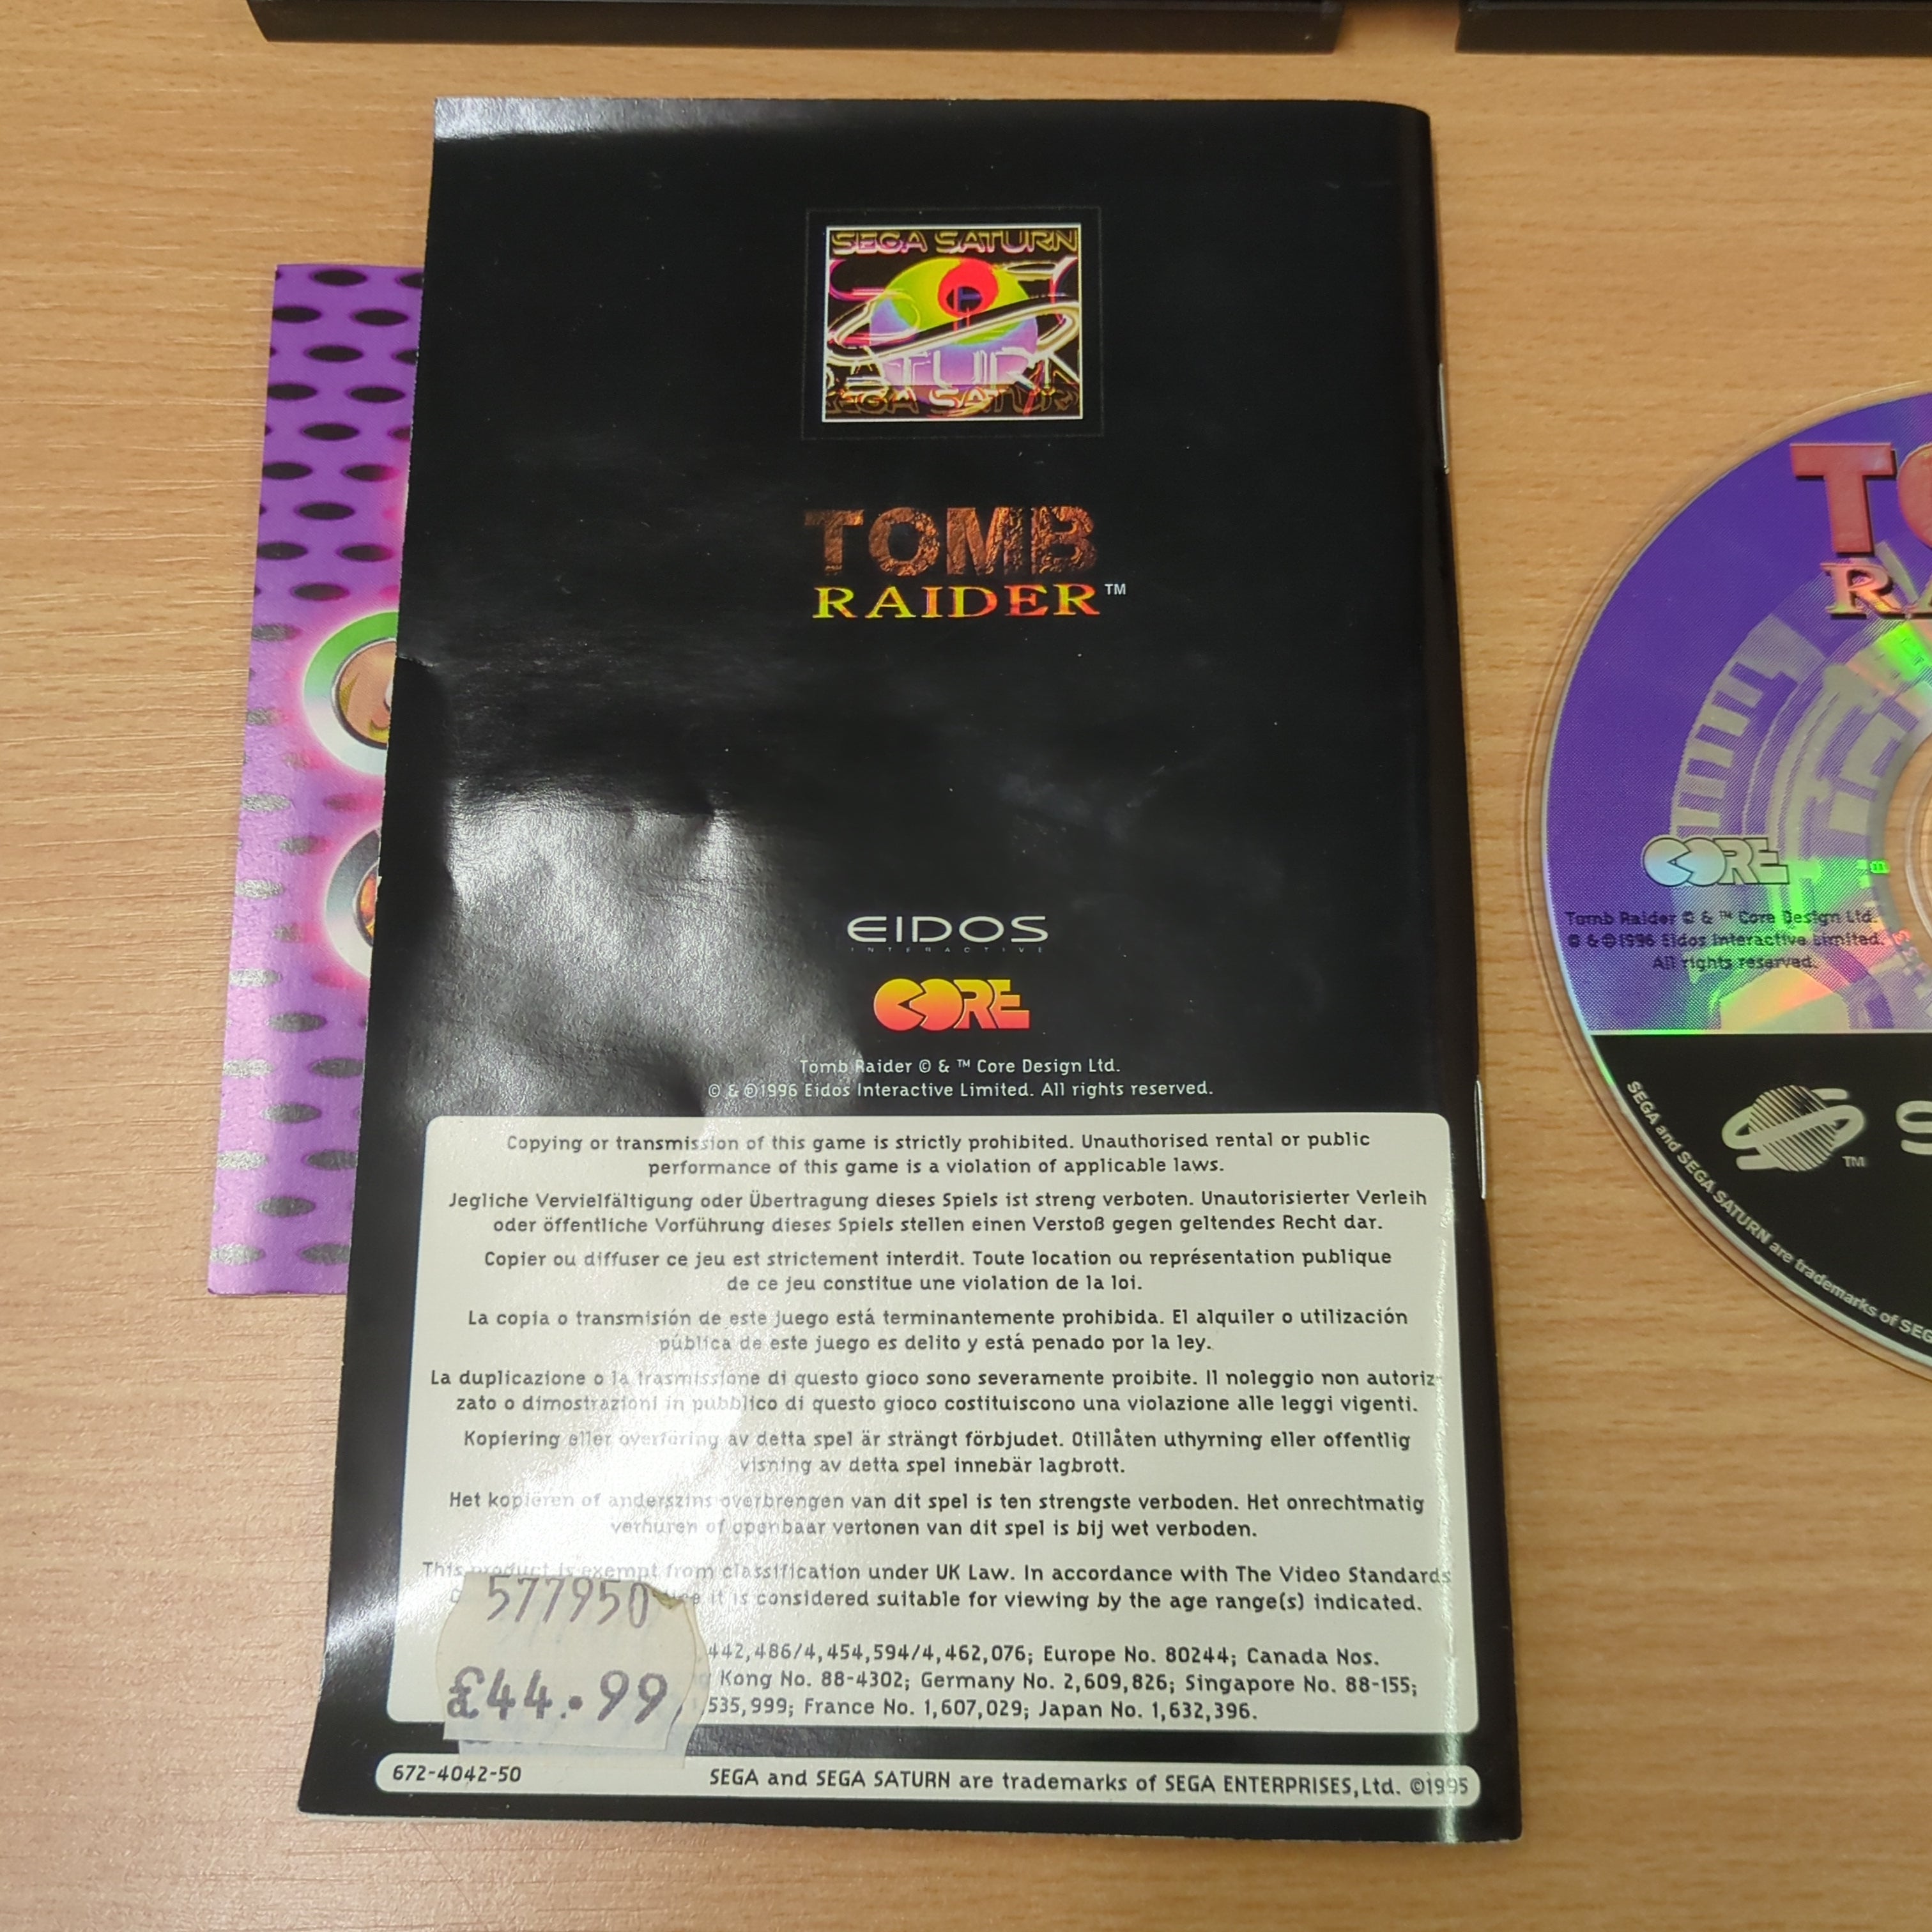 SEGA SATURN
TOMB
RAIDER™
EIDOS
INTERACTIVE
CORE
Tomb Raider © & ™ Core Design Ltd.
© & ℗1996 Eidos Interactive Limited. All rights reserved.
Copying or transmission of this game is strictly prohibited. Unauthorised rental or public
performance of this game is a violation of applicable laws.
Jegliche Vervielfältigung oder Übertragung dieses Spiels ist streng verboten. Unautorisierter Verleih
oder öffentliche Vorführung dieses Spiels stellen einen Verstoß gegen geltendes Recht dar.
Copier ou diffuser ce jeu est strictement interdit. Toute location ou représentation publique
de ce jeu constitue une violation de la loi.
La copia o transmisión de este juego está terminantemente prohibida. El alquiler o utilización
pública de este juego es delito y está penado por la ley.
La duplicazione o la trasmissione di questo gioco sono severamente proibite. Il noleggio non autoriz-
zato o dimostrazioni in pubblico di questo gioco costituiscono una violazione alle leggi vigenti.
Kopiering eller överföring av detta spel är strängt förbjudet. Otillåten uthyrning eller offentlig
visning av detta spel innebär lagbrott.
Het kopiëren of anderszins overbrengen van dit spel is ten strengste verboden. Het onrechtmatig
verhuren of openbaar vertonen van dit spel is bij wet verboden.
This product is exempt from classification under UK Law. In accordance with The Video Standards
it is considered suitable for viewing by the age range(s) indicated.
577950
£44.99
442,486/4,454,594/4,462,076; Europe No. 80244; Canada Nos.
Kong No. 88-4302; Germany No. 2,609,826; Singapore No. 88-155;
,535,999; France No. 1,607,029; Japan No. 1,632,396.
672-4042-50
SEGA and SEGA SATURN are trademarks of SEGA ENTERPRISES,Ltd. ©1995
CORE
Tomb Raider © & ™ Core Design Ltd.
© & ℗1996 Eidos Interactive Limited.
All rights reserved.
TM
SEGA and SEGA SATURN are trademarks of SEG